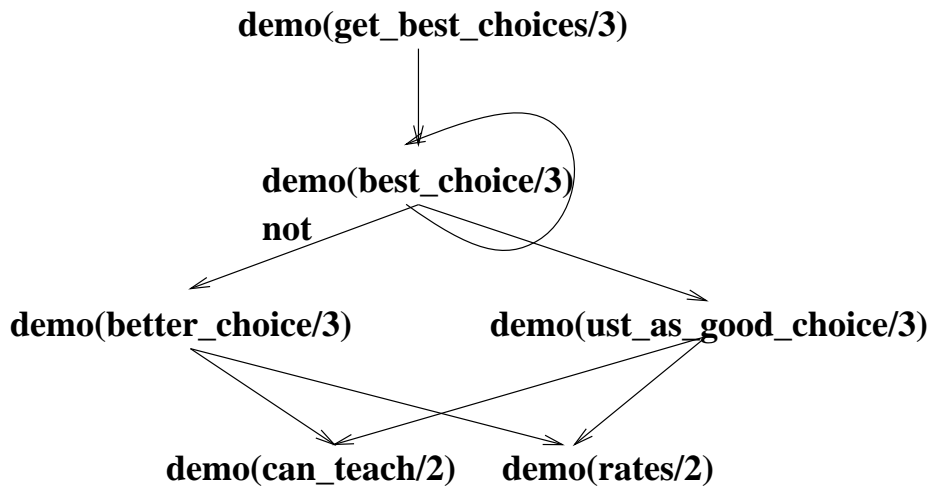 demo(get_best_choices/3)
demo(best_choice/3)
not
demo(better_choice/3)
demo(ust_as_good_choice/3)
demo(can_teach/2)
demo(rates/2)